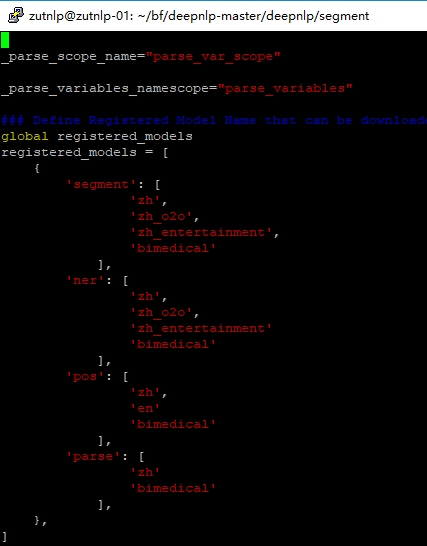 zutnlp@zutnlp-01: ~/bf/deepnlp-master/deepnlp/segment
_parse_scope_name="parse_var_scope"
_parse_variables_namescope="parse_variables"
### Define Registered Model Name that can be download
global registered_models
registered_models = [
    {
        'segment': [
                'zh',
                'zh_o2o',
                'zh_entertainment',
                'bimedical'
            ],
        'ner': [
                'zh',
                'zh_o2o',
                'zh_entertainment'
                'bimedical'
            ],
        'pos': [
                'zh',
                'en'
                'bimedical'
            ],
        'parse': [
                'zh'
                'bimedical'
            ],
    },
]